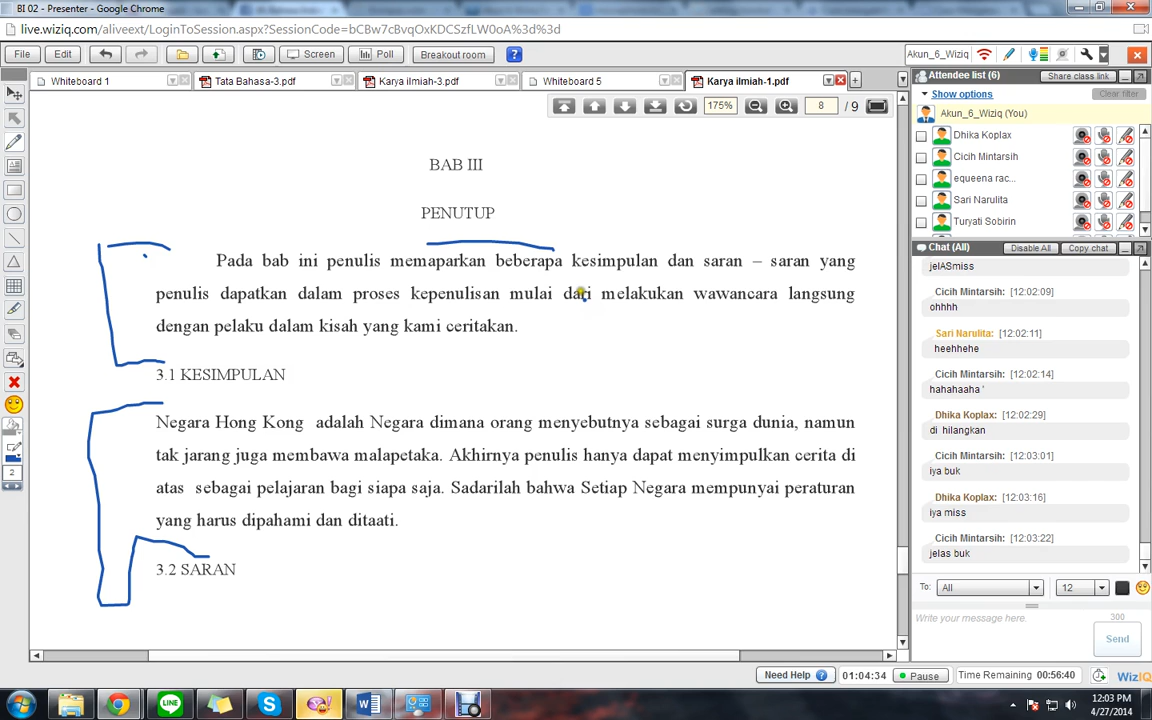 BI 02 - Presenter - Google Chrome
live.wiziq.com/aliveext/LoginToSession.aspx?SessionCode=bCBw7cBvqOxKDCSzfLW0oA%3d%3d
File Edit Screen Poll Breakout room ? Akun_6_Wiziq
Whiteboard 1 Tata Bahasa-3.pdf Karya ilmiah-3.pdf Whiteboard 5 Karya ilmiah-1.pdf
175% 8 / 9
BAB III
PENUTUP
Pada bab ini penulis memaparkan beberapa kesimpulan dan saran – saran yang
penulis dapatkan dalam proses kepenulisan mulai dari melakukan wawancara langsung
dengan pelaku dalam kisah yang kami ceritakan.
3.1 KESIMPULAN
Negara Hong Kong adalah Negara dimana orang menyebutnya sebagai surga dunia, namun
tak jarang juga membawa malapetaka. Akhirnya penulis hanya dapat menyimpulkan cerita di
atas sebagai pelajaran bagi siapa saja. Sadarilah bahwa Setiap Negara mempunyai peraturan
yang harus dipahami dan ditaati.
3.2 SARAN
2
Attendee list (6) Share class link
Show options Clear filter
Akun_6_Wiziq (You)
Dhika Koplax
Cicih Mintarsih
equeena rac...
Sari Narulita
Turyati Sobirin
Chat (All) Disable All Copy chat
jelASmiss
Cicih Mintarsih: [12:02:09]
ohhhh
Sari Narulita: [12:02:11]
heehhehe
Cicih Mintarsih: [12:02:14]
hahahaaha '
Dhika Koplax: [12:02:29]
di hilangkan
Cicih Mintarsih: [12:03:01]
iya buk
Dhika Koplax: [12:03:16]
iya miss
Cicih Mintarsih: [12:03:22]
jelas buk
To: All 12
Write your message here. 300
Send
Need Help ? 01:04:34 Pause Time Remaining 00:56:40 WizIQ
12:03 PM
4/27/2014